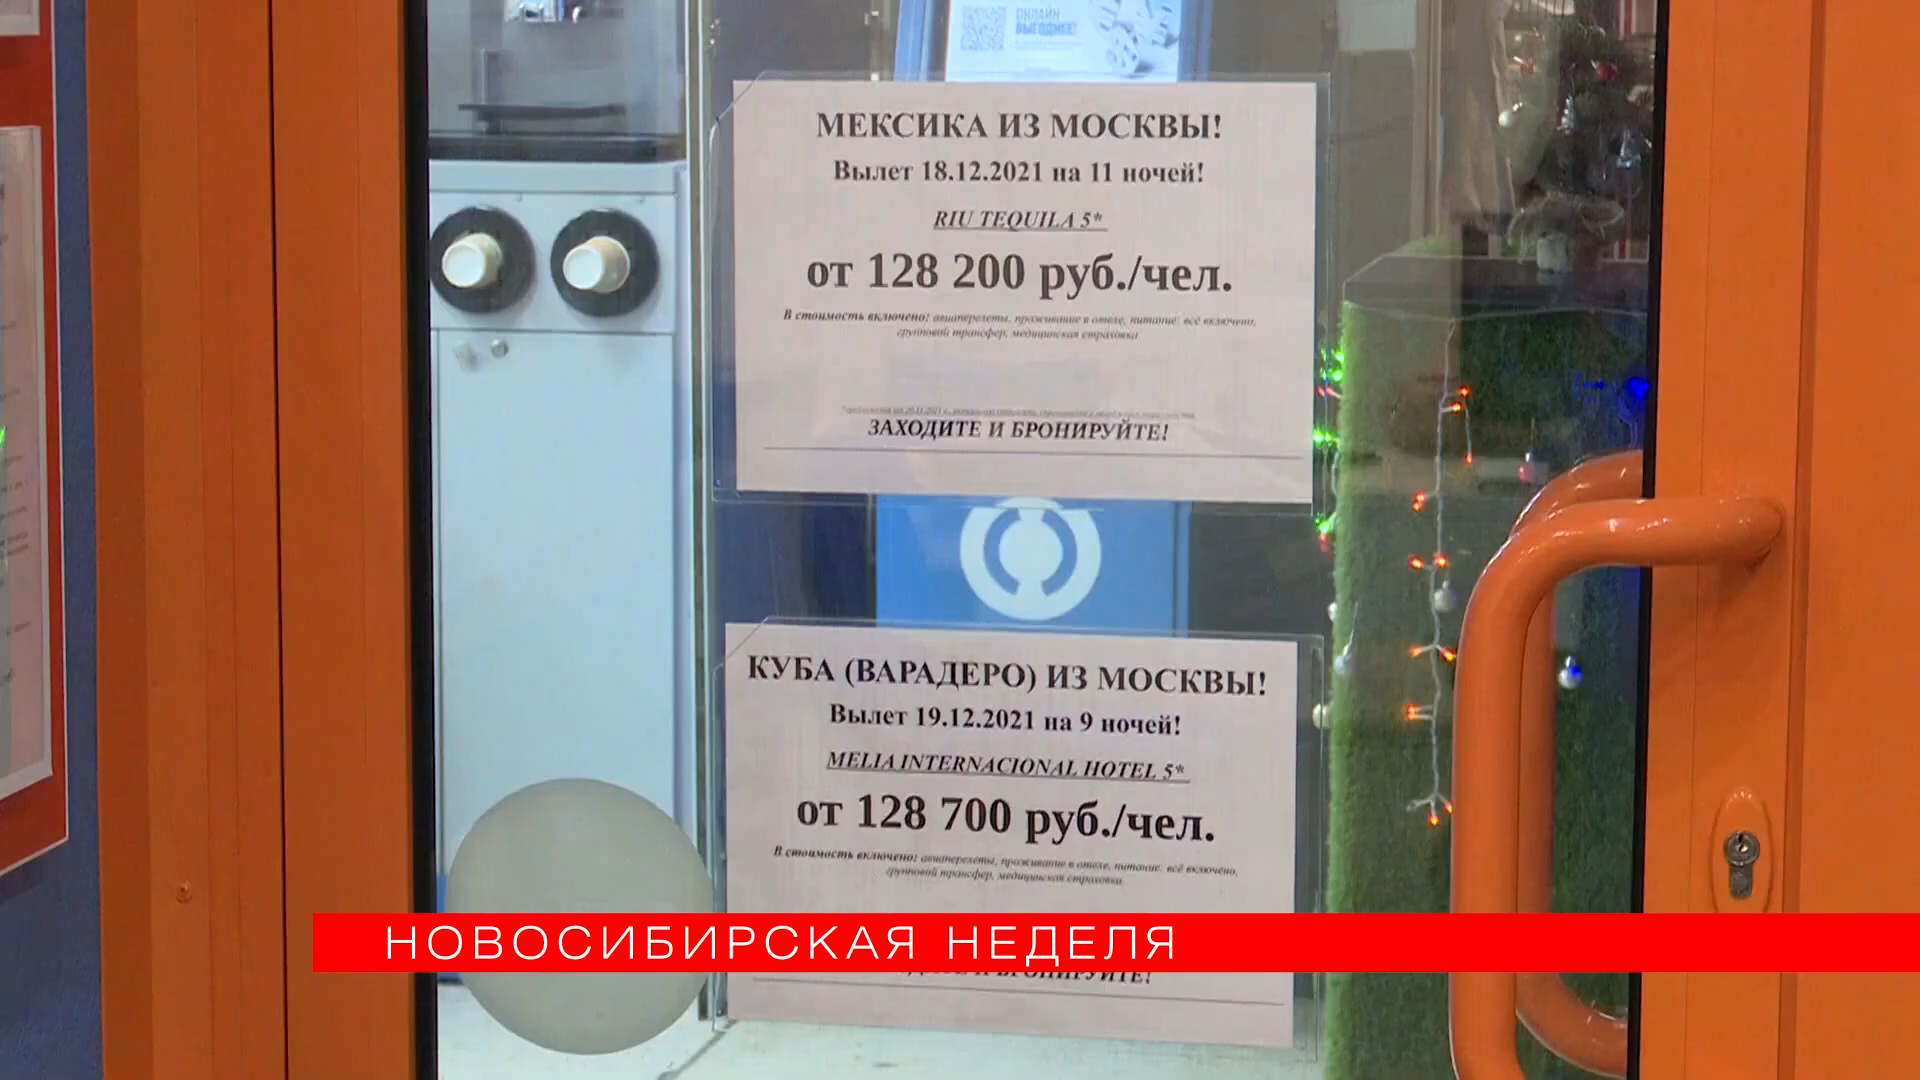 ОНЛАЙН
ВЫГОДНЕЕ!
МЕКСИКА ИЗ МОСКВЫ!
Вылет 18.12.2021 на 11 ночей!
RIU TEQUILA 5*
от 128 200 руб./чел.
В стоимость включено: авиаперелеты, проживание в отеле, питание: всё включено,
групповой трансфер, медицинская страховка.
ЗАХОДИТЕ И БРОНИРУЙТЕ!
КУБА (ВАРАДЕРО) ИЗ МОСКВЫ!
Вылет 19.12.2021 на 9 ночей!
MELIA INTERNACIONAL HOTEL 5*
от 128 700 руб./чел.
В стоимость включено: авиаперелеты, проживание в отеле, питание: всё включено,
групповой трансфер, медицинская страховка.
НОВОСИБИРСКАЯ НЕДЕЛЯ
БРОНИРУЙТЕ!